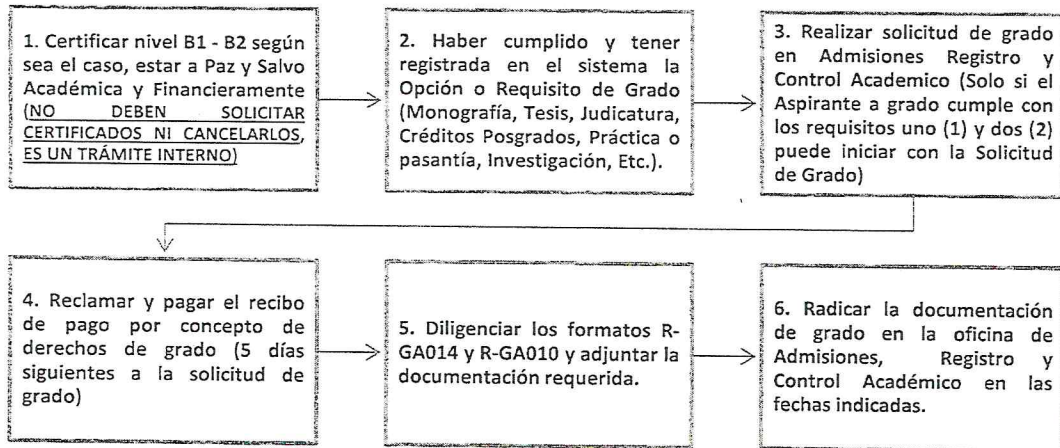 1. Certificar nivel B1 - B2 según
sea el caso, estar a Paz y Salvo
Académica y Financieramente
(NO DEBEN SOLICITAR
CERTIFICADOS NI CANCELARLOS,
ES UN TRÁMITE INTERNO)
2. Haber cumplido y tener
registrada en el sistema la
Opción o Requisito de Grado
(Monografía, Tesis, Judicatura,
Créditos Posgrados, Práctica o
pasantía, Investigación, Etc.).
3. Realizar solicitud de grado
en Admisiones Registro y
Control Academico (Solo si el
Aspirante a grado cumple con
los requisitos uno (1) y dos (2)
puede iniciar con la Solicitud
de Grado)
4. Reclamar y pagar el recibo
de pago por concepto de
derechos de grado (5 días
siguientes a la solicitud de
grado)
5. Diligenciar los formatos R-
GA014 y R-GA010 y adjuntar la
documentación requerida.
6. Radicar la documentación
de grado en la oficina de
Admisiones, Registro y
Control Académico en las
fechas indicadas.